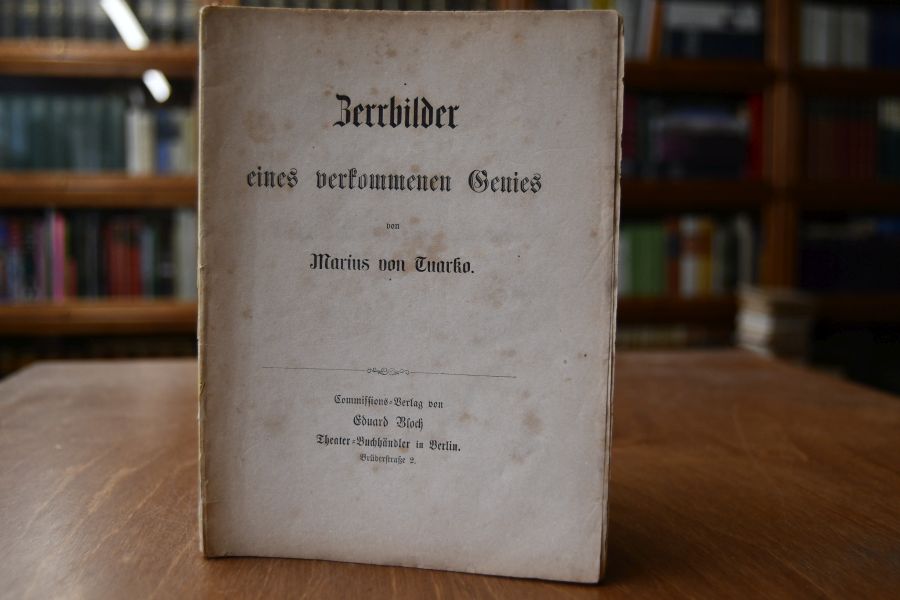 Zerrbilder
eines verkommenen Genies
von
Marius von Tuarko.
Commissions-Verlag von
Eduard Bloch
Theater-Buchhändler in Berlin.
Brüderstraße 2.